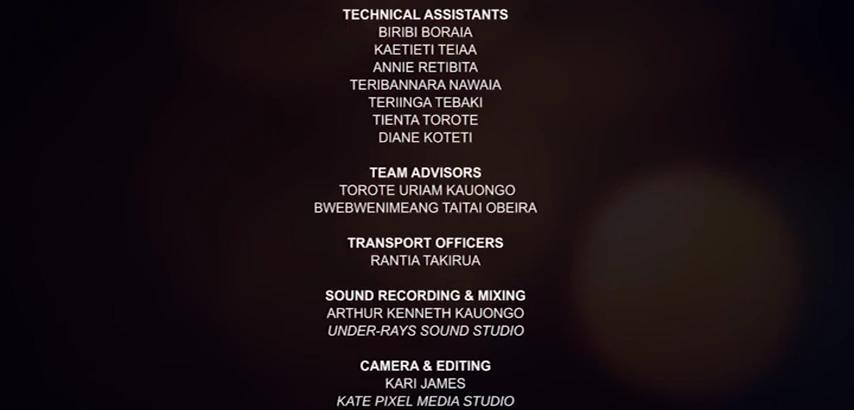 TECHNICAL ASSISTANTS
BIRIBI BORAIA
KAETIETI TEIAA
ANNIE RETIBITA
TERIBANNARA NAWAIA
TERIINGA TEBAKI
TIENTA TOROTE
DIANE KOTETI
TEAM ADVISORS
TOROTE URIAM KAUONGO
BWEBWENIMEANG TAITAI OBEIRA
TRANSPORT OFFICERS
RANTIA TAKIRUA
SOUND RECORDING & MIXING
ARTHUR KENNETH KAUONGO
UNDER-RAYS SOUND STUDIO
CAMERA & EDITING
KARI JAMES
KATE PIXEL MEDIA STUDIO